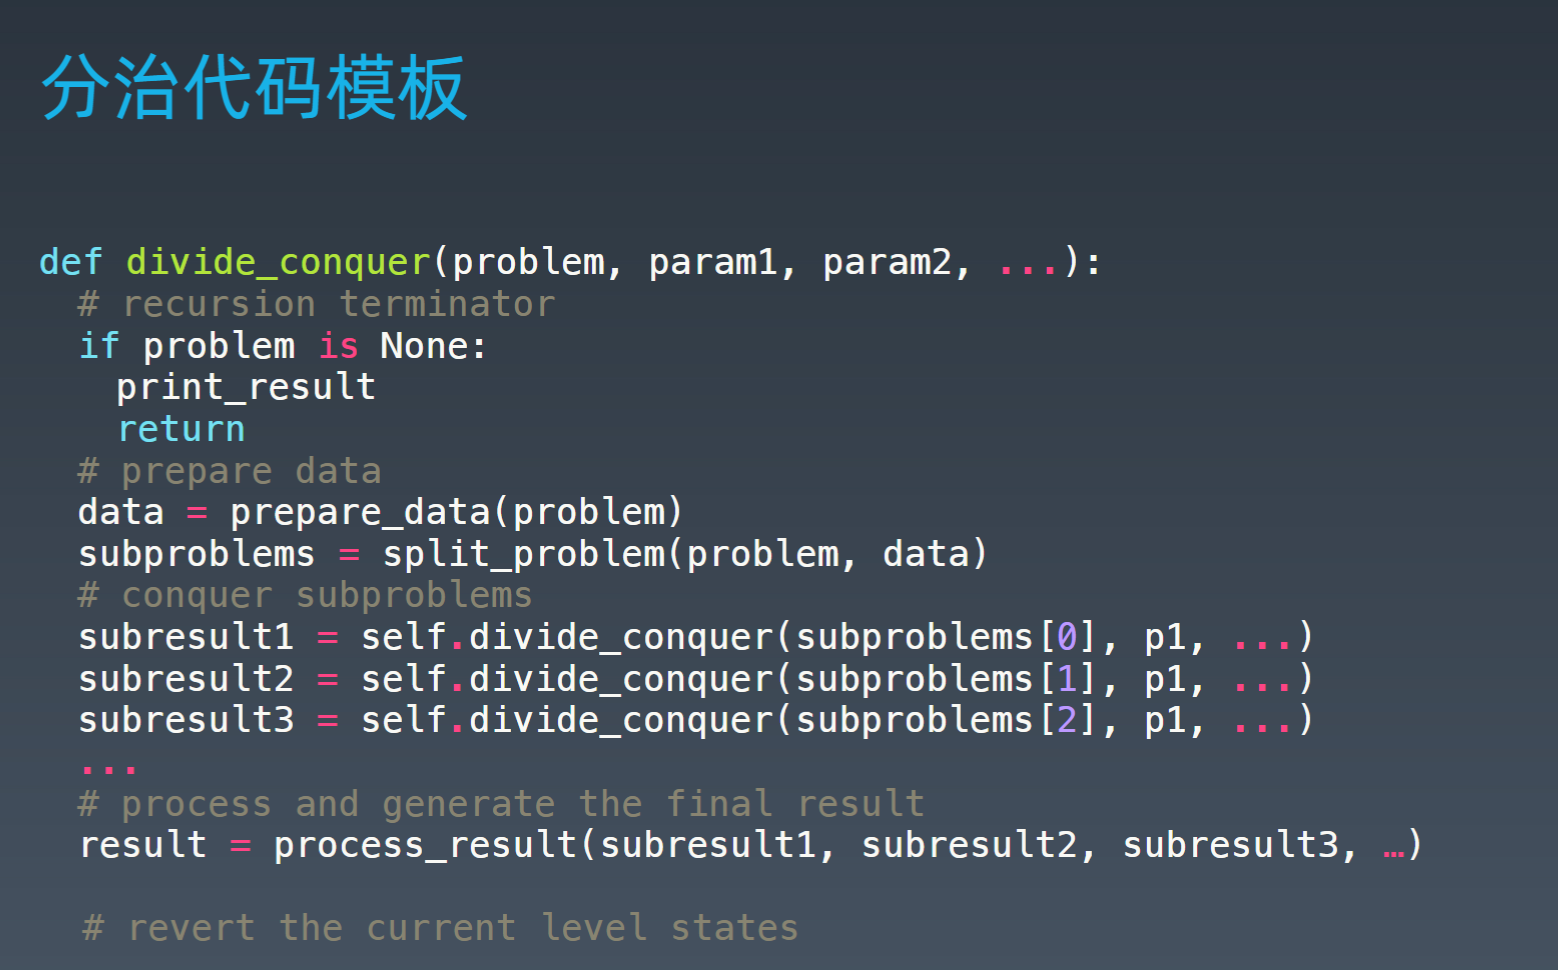 分治代码模板
def divide_conquer(problem, param1, param2, ...):
  # recursion terminator
  if problem is None:
    print_result
    return
  # prepare data
  data = prepare_data(problem)
  subproblems = split_problem(problem, data)
  # conquer subproblems
  subresult1 = self.divide_conquer(subproblems[0], p1, ...)
  subresult2 = self.divide_conquer(subproblems[1], p1, ...)
  subresult3 = self.divide_conquer(subproblems[2], p1, ...)
  ...
  # process and generate the final result
  result = process_result(subresult1, subresult2, subresult3, …)
  # revert the current level states